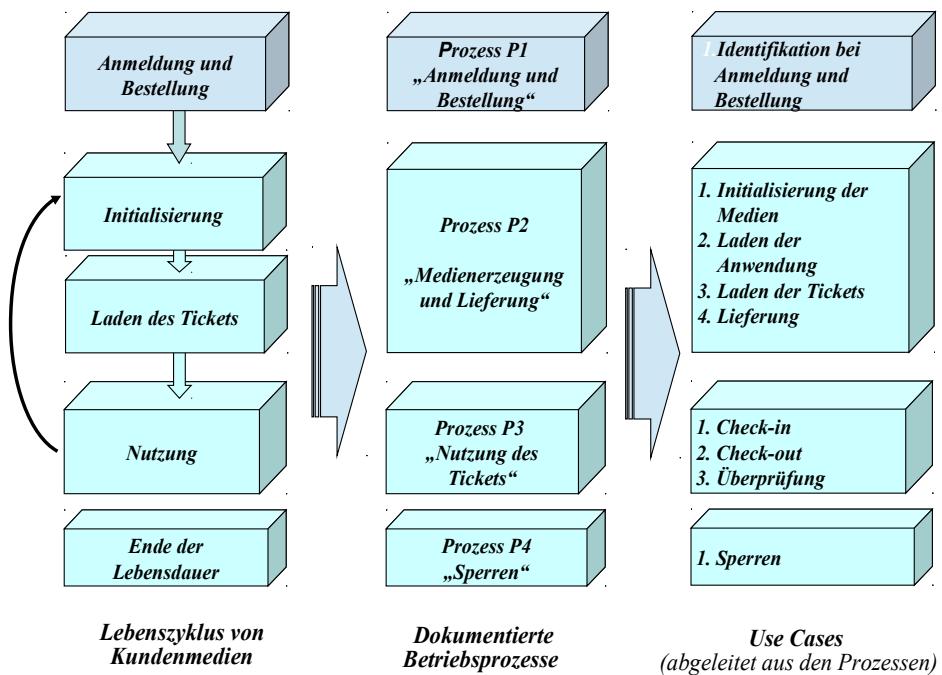 Anmeldung und
Bestellung
Initialisierung
Laden des Tickets
Nutzung
Ende der
Lebensdauer
Lebenszyklus von
Kundenmedien
Prozess P1
„Anmeldung und
Bestellung“
Prozess P2
„Medienerzeugung
und Lieferung“
Prozess P3
„Nutzung des
Tickets“
Prozess P4
„Sperren“
Dokumentierte
Betriebsprozesse
1.Identifikation bei
Anmeldung und
Bestellung
1. Initialisierung der
Medien
2. Laden der
Anwendung
3. Laden der Tickets
4. Lieferung
1. Check-in
2. Check-out
3. Überprüfung
1. Sperren
Use Cases
(abgeleitet aus den Prozessen)